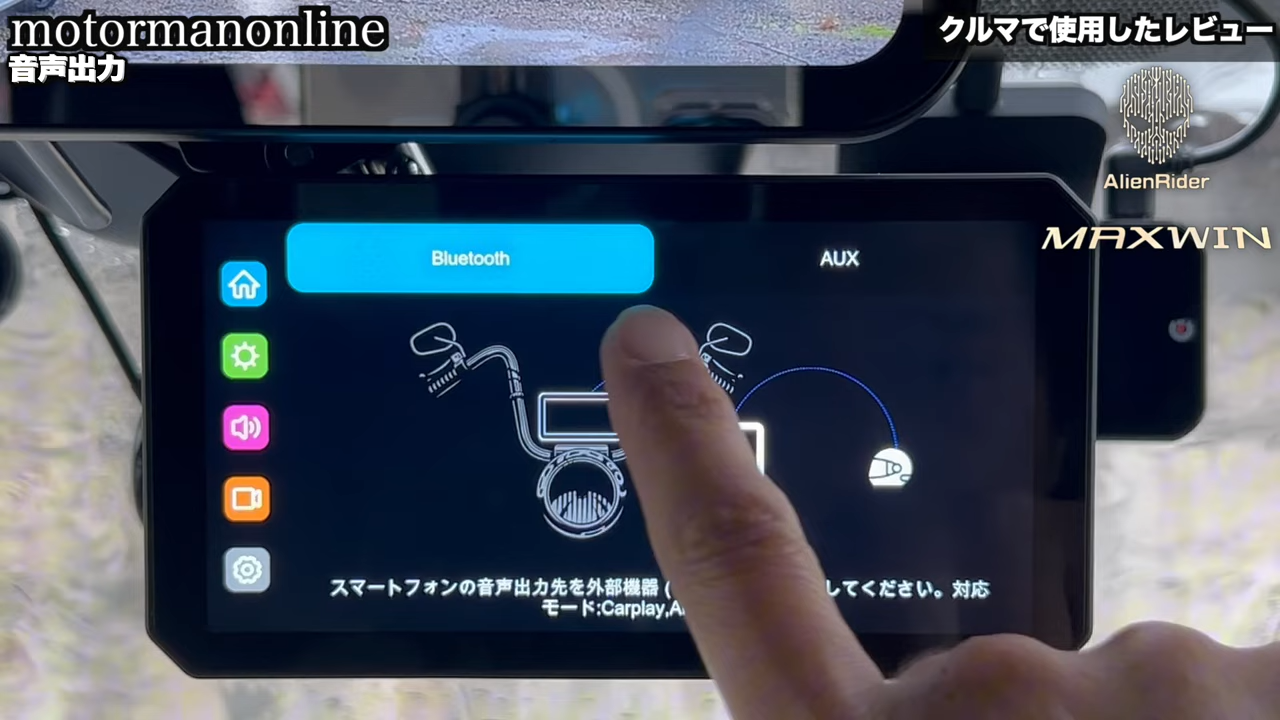 motormanonline
音声出力
クルマで使用したレビュー
AlienRider
MAXWIN
Bluetooth
AUX
スマートフォンの音声出力先を外部機器 ( してください。対応
モード:Carplay,A